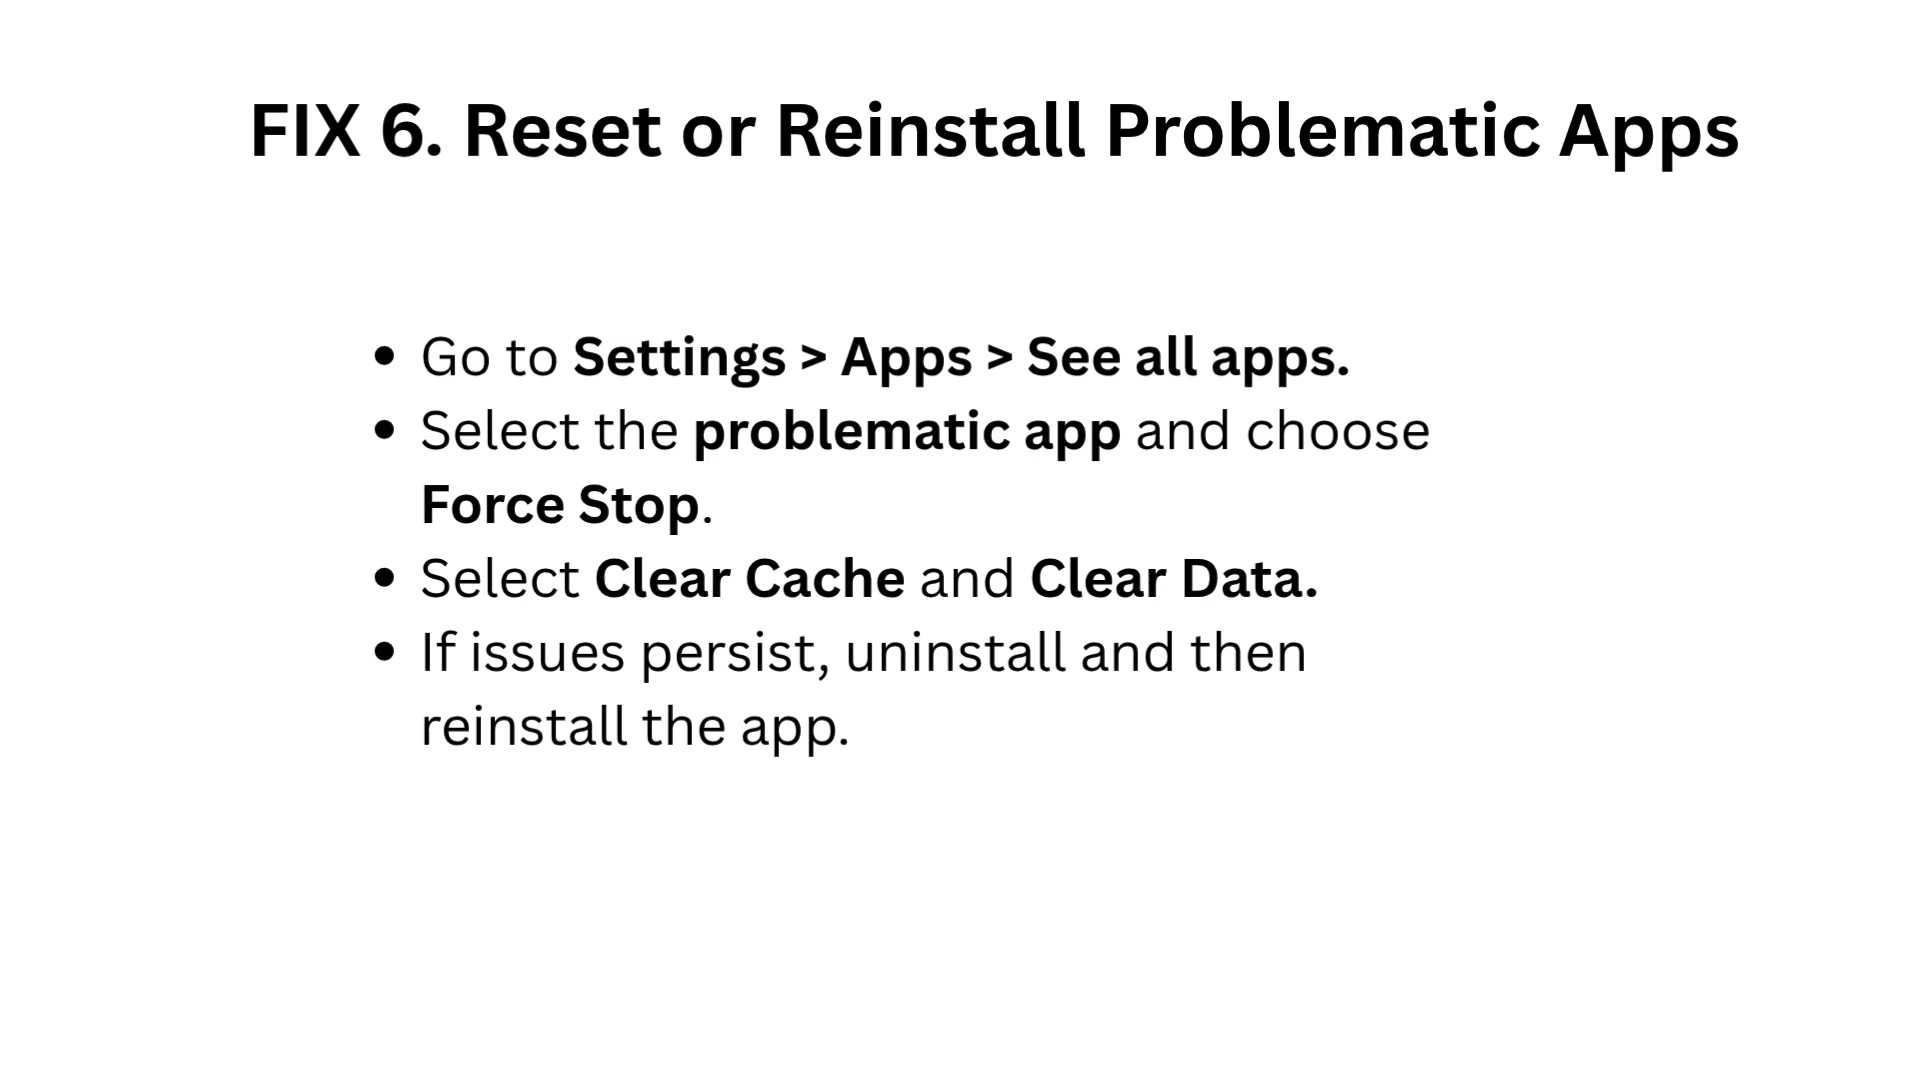 FIX 6. Reset or Reinstall Problematic Apps
• Go to Settings > Apps > See all apps.
• Select the problematic app and choose
Force Stop.
• Select Clear Cache and Clear Data.
• If issues persist, uninstall and then
reinstall the app.